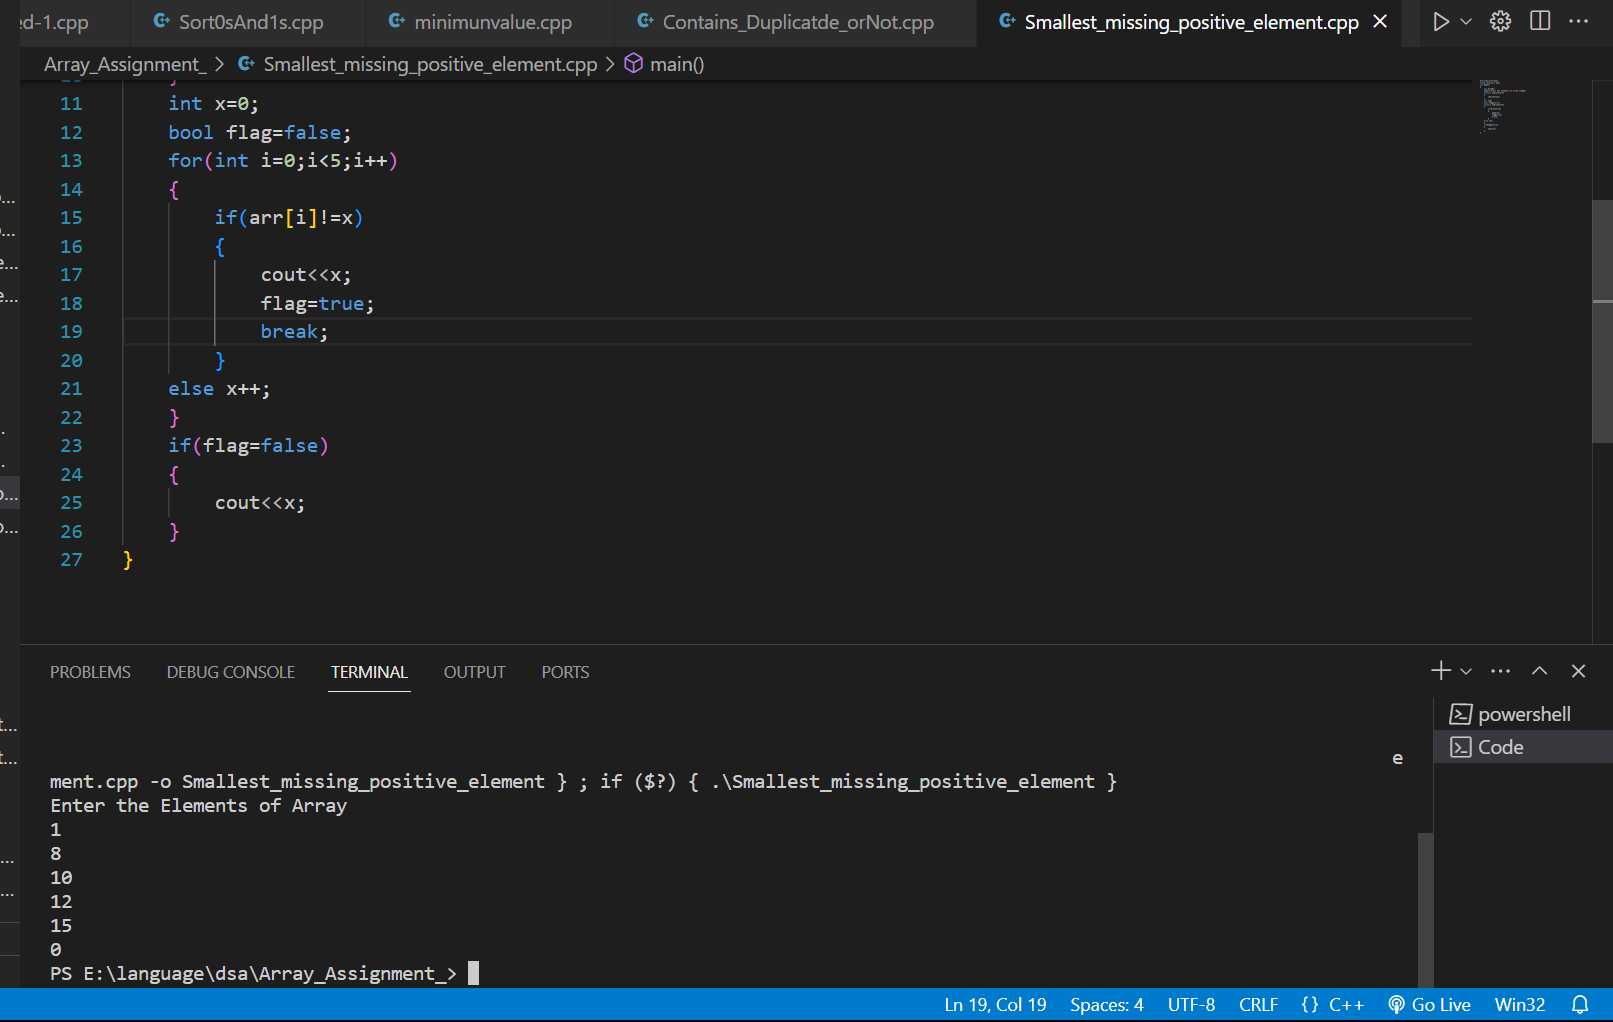 ed-1.cpp Sort0sAnd1s.cpp minimunvalue.cpp Contains_Duplicatde_orNot.cpp Smallest_missing_positive_element.cpp
Array_Assignment_ > Smallest_missing_positive_element.cpp > main()
11 int x=0;
12 bool flag=false;
13 for(int i=0;i<5;i++)
14 {
15 if(arr[i]!=x)
16 {
17 cout<<x;
18 flag=true;
19 break;
20 }
21 else x++;
22 }
23 if(flag=false)
24 {
25 cout<<x;
26 }
27 }
PROBLEMS DEBUG CONSOLE TERMINAL OUTPUT PORTS
powershell
Code
e
ment.cpp -o Smallest_missing_positive_element } ; if ($?) { .\Smallest_missing_positive_element }
Enter the Elements of Array
1
8
10
12
15
0
PS E:\language\dsa\Array_Assignment_>
Ln 19, Col 19 Spaces: 4 UTF-8 CRLF {} C++ Go Live Win32